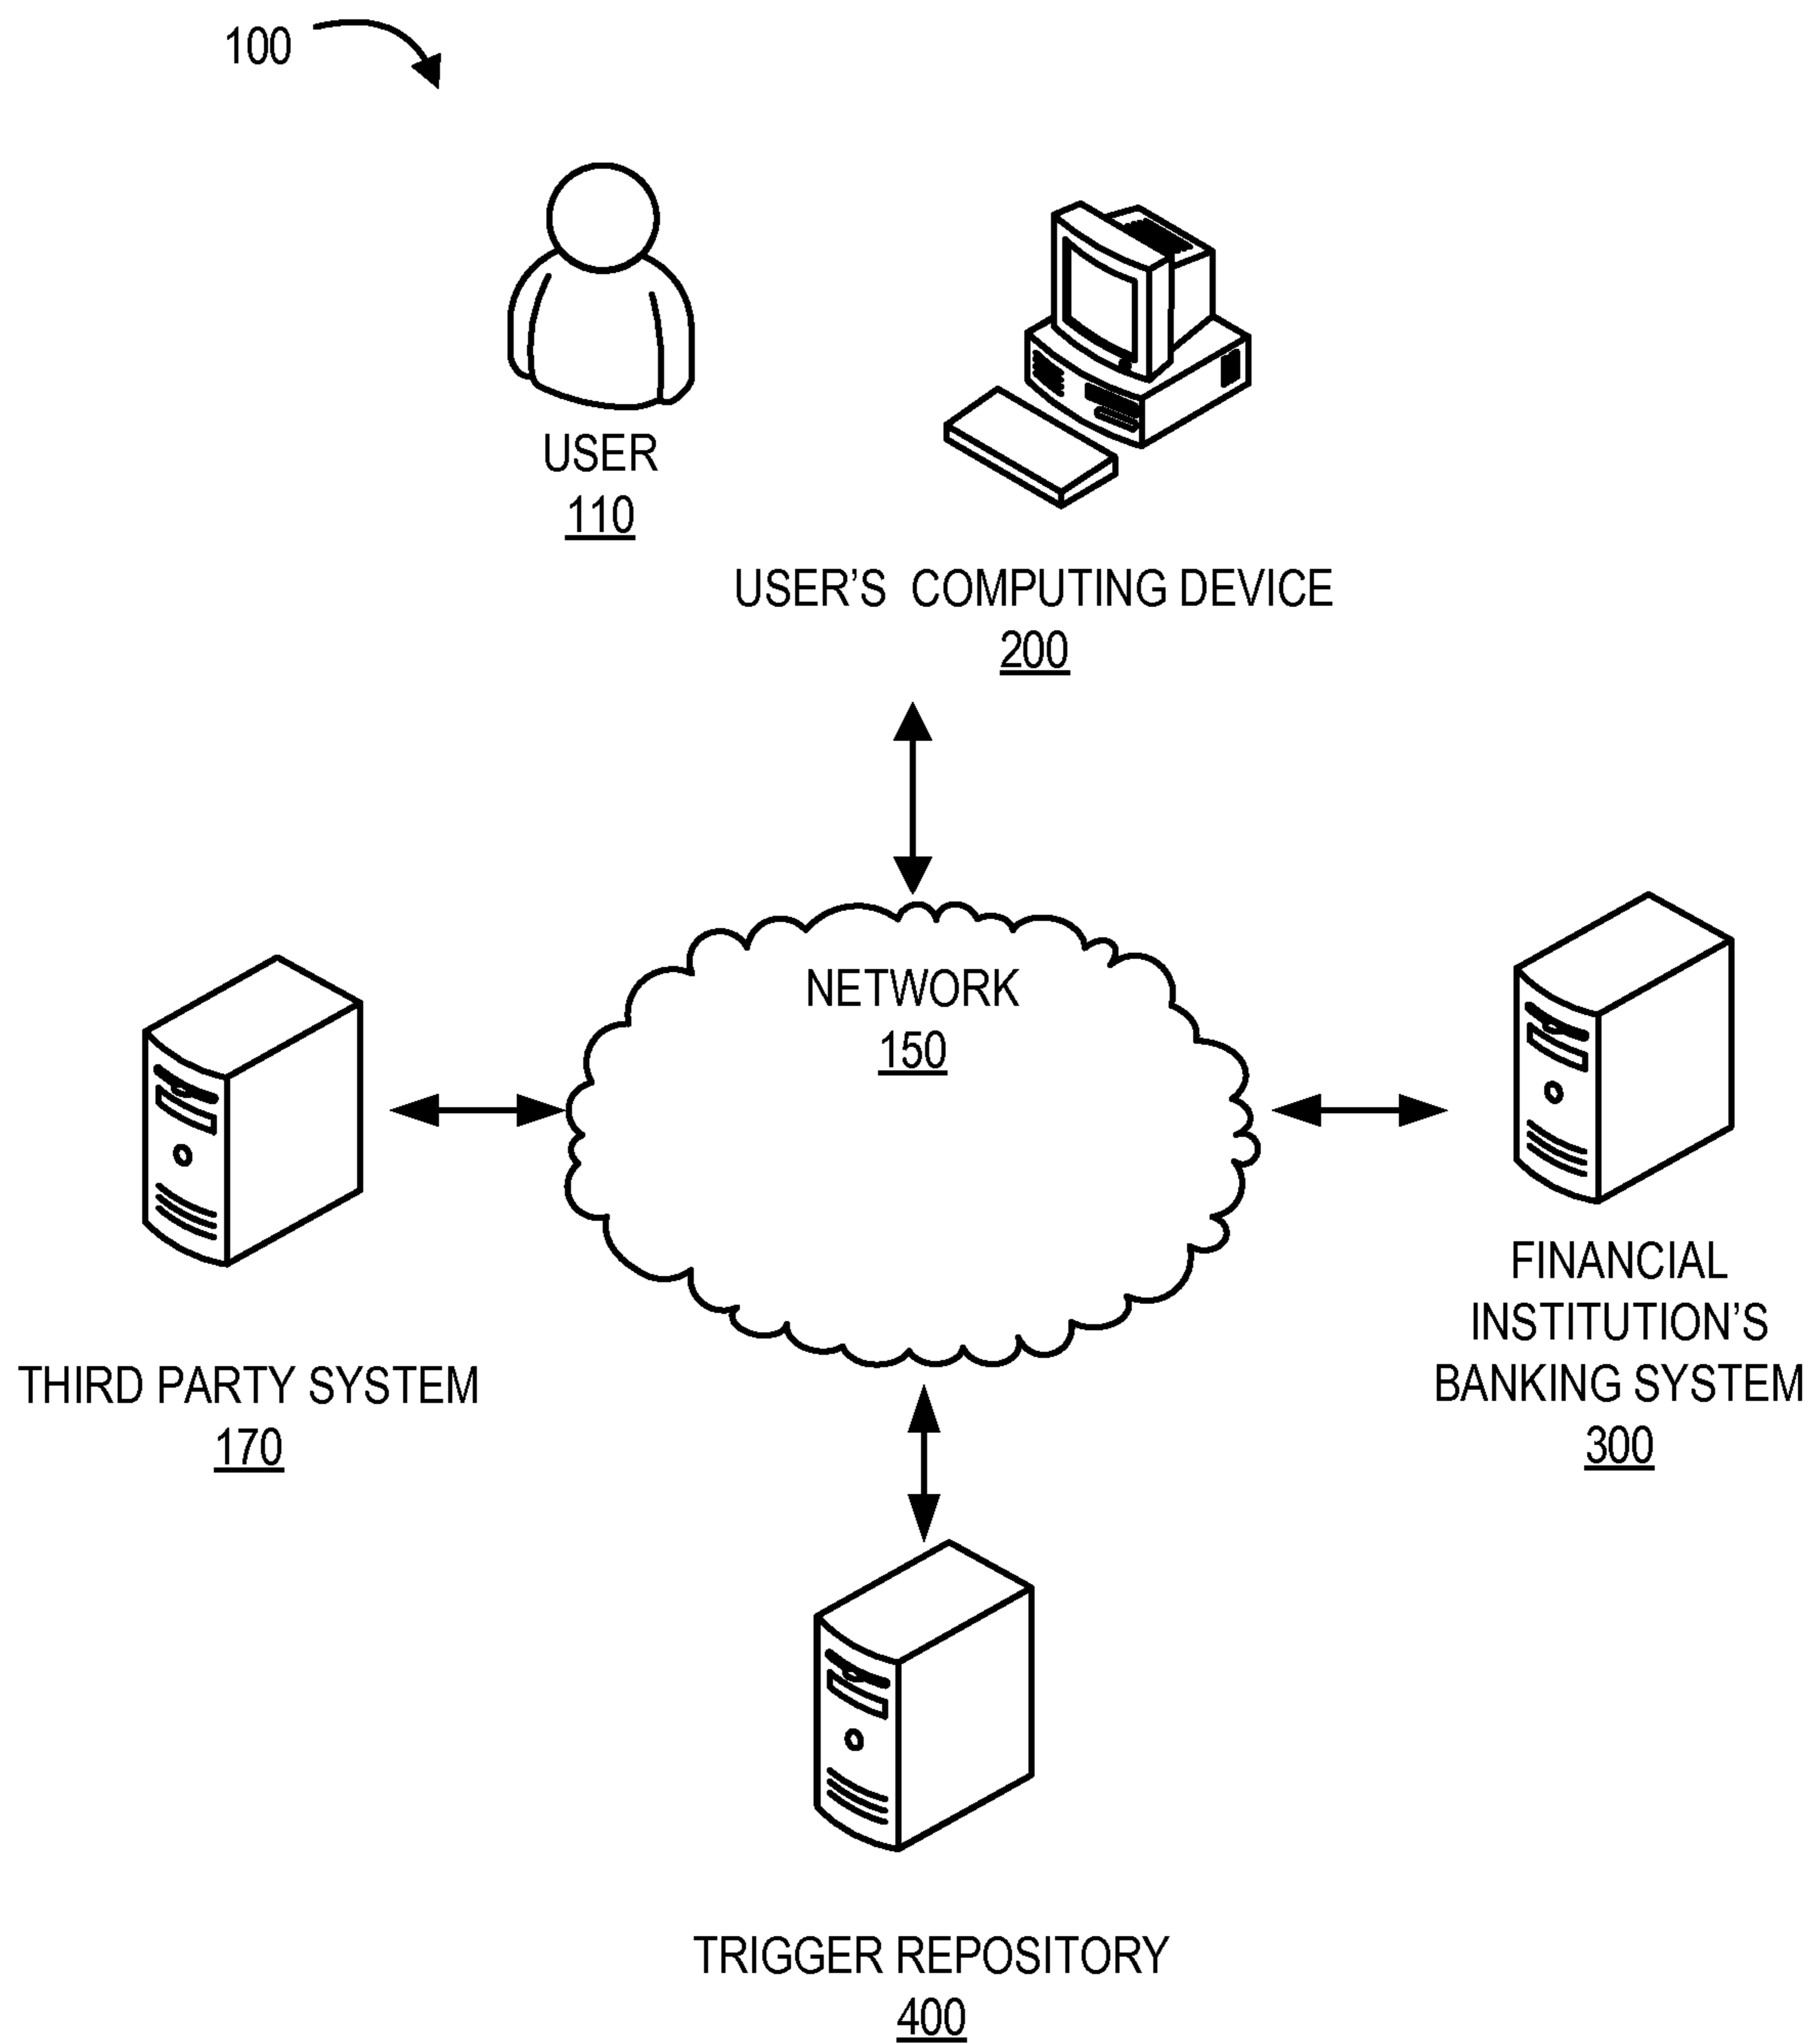 100
USER
110
USER'S COMPUTING DEVICE
200
NETWORK
150
THIRD PARTY SYSTEM
170
FINANCIAL
INSTITUTION'S
BANKING SYSTEM
300
TRIGGER REPOSITORY
400